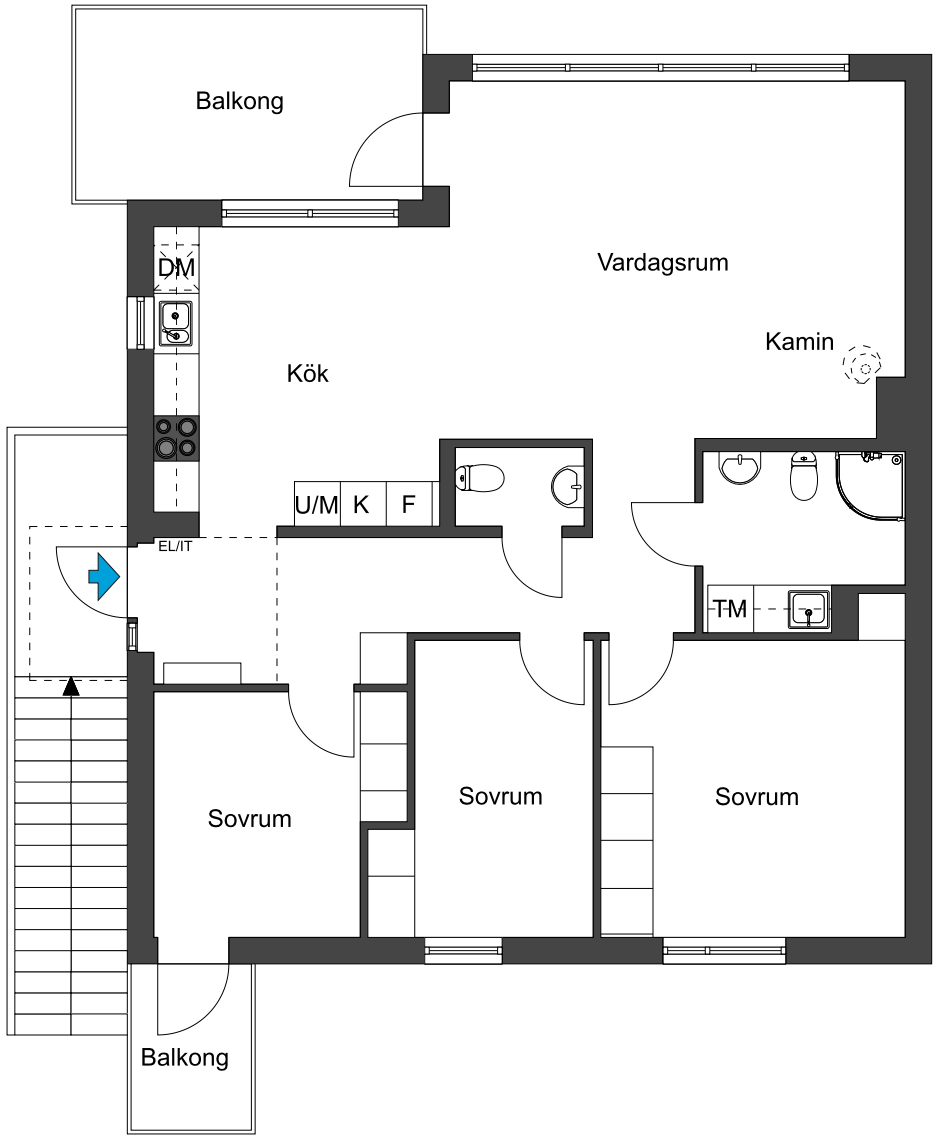 Balkong
Vardagsrum
DM
Kamin
Kök
U/M K F
EL/IT
TM
Sovrum
Sovrum
Sovrum
Balkong